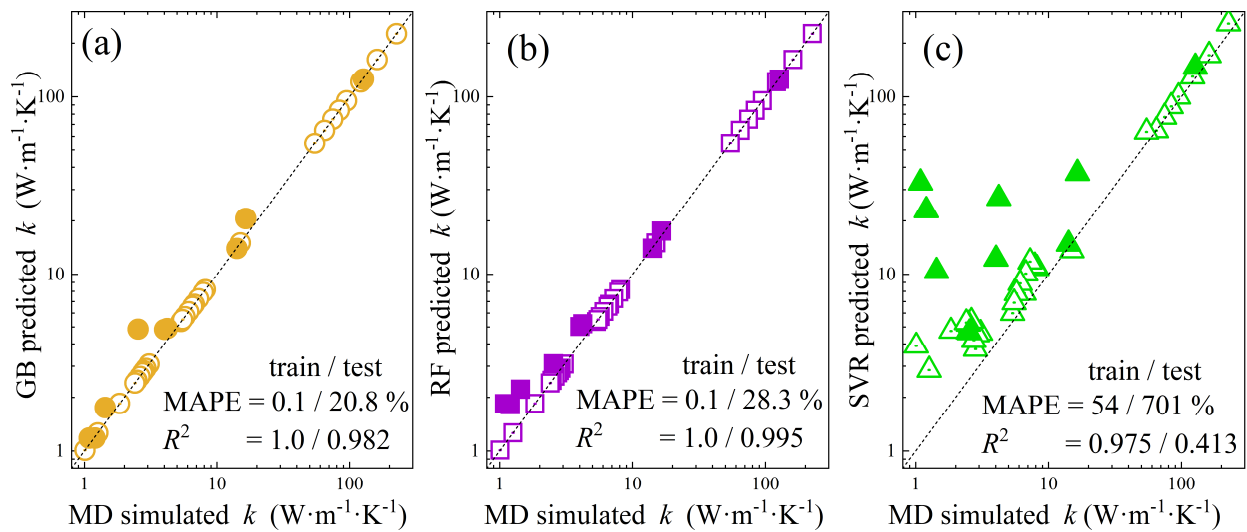 (a)
GB predicted k (W·m⁻¹·K⁻¹)
100
10
1
train / test
MAPE = 0.1 / 20.8 %
R² = 1.0 / 0.982
1 10 100
MD simulated k (W·m⁻¹·K⁻¹)
(b)
RF predicted k (W·m⁻¹·K⁻¹)
100
10
1
train / test
MAPE = 0.1 / 28.3 %
R² = 1.0 / 0.995
1 10 100
MD simulated k (W·m⁻¹·K⁻¹)
(c)
SVR predicted k (W·m⁻¹·K⁻¹)
100
10
1
train / test
MAPE = 54 / 701 %
R² = 0.975 / 0.413
1 10 100
MD simulated k (W·m⁻¹·K⁻¹)